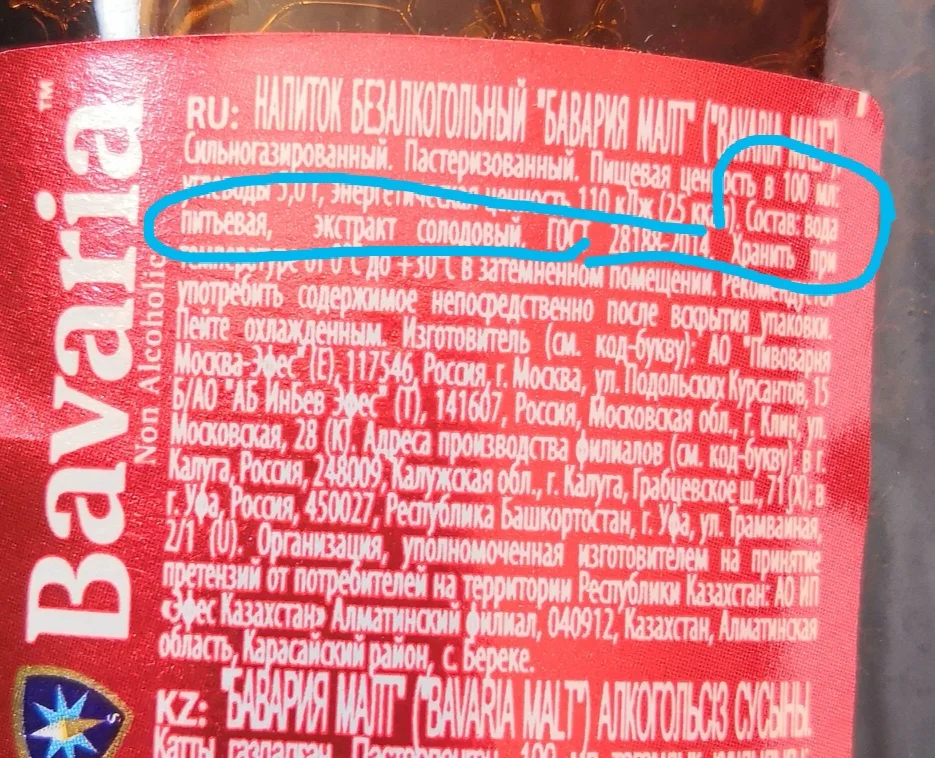 Bavaria™
Non Alcoholic
RU: НАПИТОК БЕЗАЛКОГОЛЬНЫЙ "БАВАРИЯ МАЛТ" ("BAVARIA MALT").
Сильногазированный. Пастеризованный. Пищевая ценность в 100 мл:
углеводы 5,0 г, энергетическая ценность 110 кДж (25 ккал). Состав: вода
питьевая, экстракт солодовый. ГОСТ 28188-2014. Хранить при
температуре от 0°С до +30°С в затемненном помещении. Рекомендуется
употребить содержимое непосредственно после вскрытия упаковки.
Пейте охлажденным. Изготовитель (см. код-букву): АО "Пивоварня
Москва-Эфес" (Е), 117546, Россия, г. Москва, ул. Подольских Курсантов, 15
Б/АО "АБ ИнБев Эфес" (Т), 141607, Россия, Московская обл., г. Клин, ул.
Московская, 28 (К). Адреса производства филиалов (см. код-букву): в г.
Калуга, Россия, 248009, Калужская обл., г. Калуга, Грабцевское ш., 71 (Х); в
г. Уфа, Россия, 450027, Республика Башкортостан, г. Уфа, ул. Трамвайная,
2/1 (U). Организация, уполномоченная изготовителем на принятие
претензий от потребителей на территории Республики Казахстан: АО ИП
«Эфес Казахстан» Алматинский филиал, 040912, Казахстан, Алматинская
область, Карасайский район, с. Береке.
KZ: "БАВАРИЯ МАЛТ" ("BAVARIA MALT") АЛКОГОЛЬСІЗ СУСЫНЫ.
Қатты газдалған. 100 мл